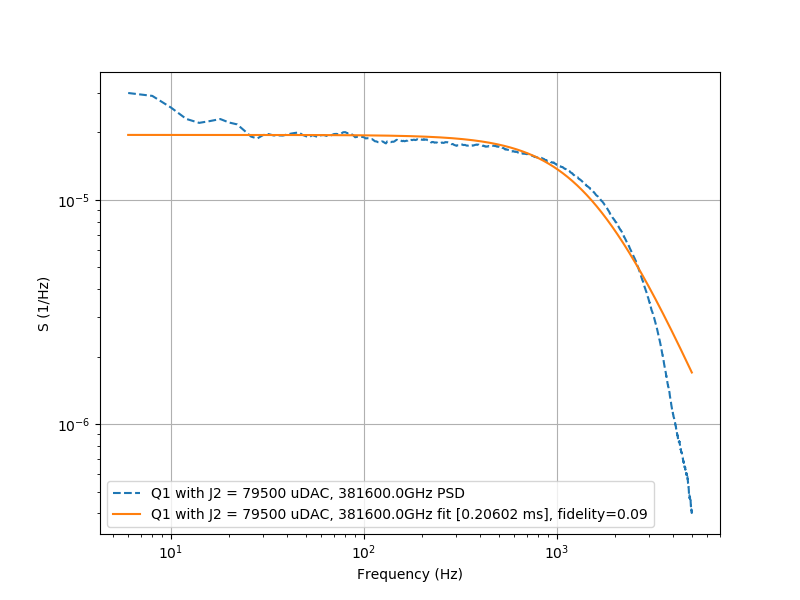 S (1/Hz)
10⁻⁵
10⁻⁶
Q1 with J2 = 79500 uDAC, 381600.0GHz PSD
Q1 with J2 = 79500 uDAC, 381600.0GHz fit [0.20602 ms], fidelity=0.09
10¹ 10² 10³
Frequency (Hz)